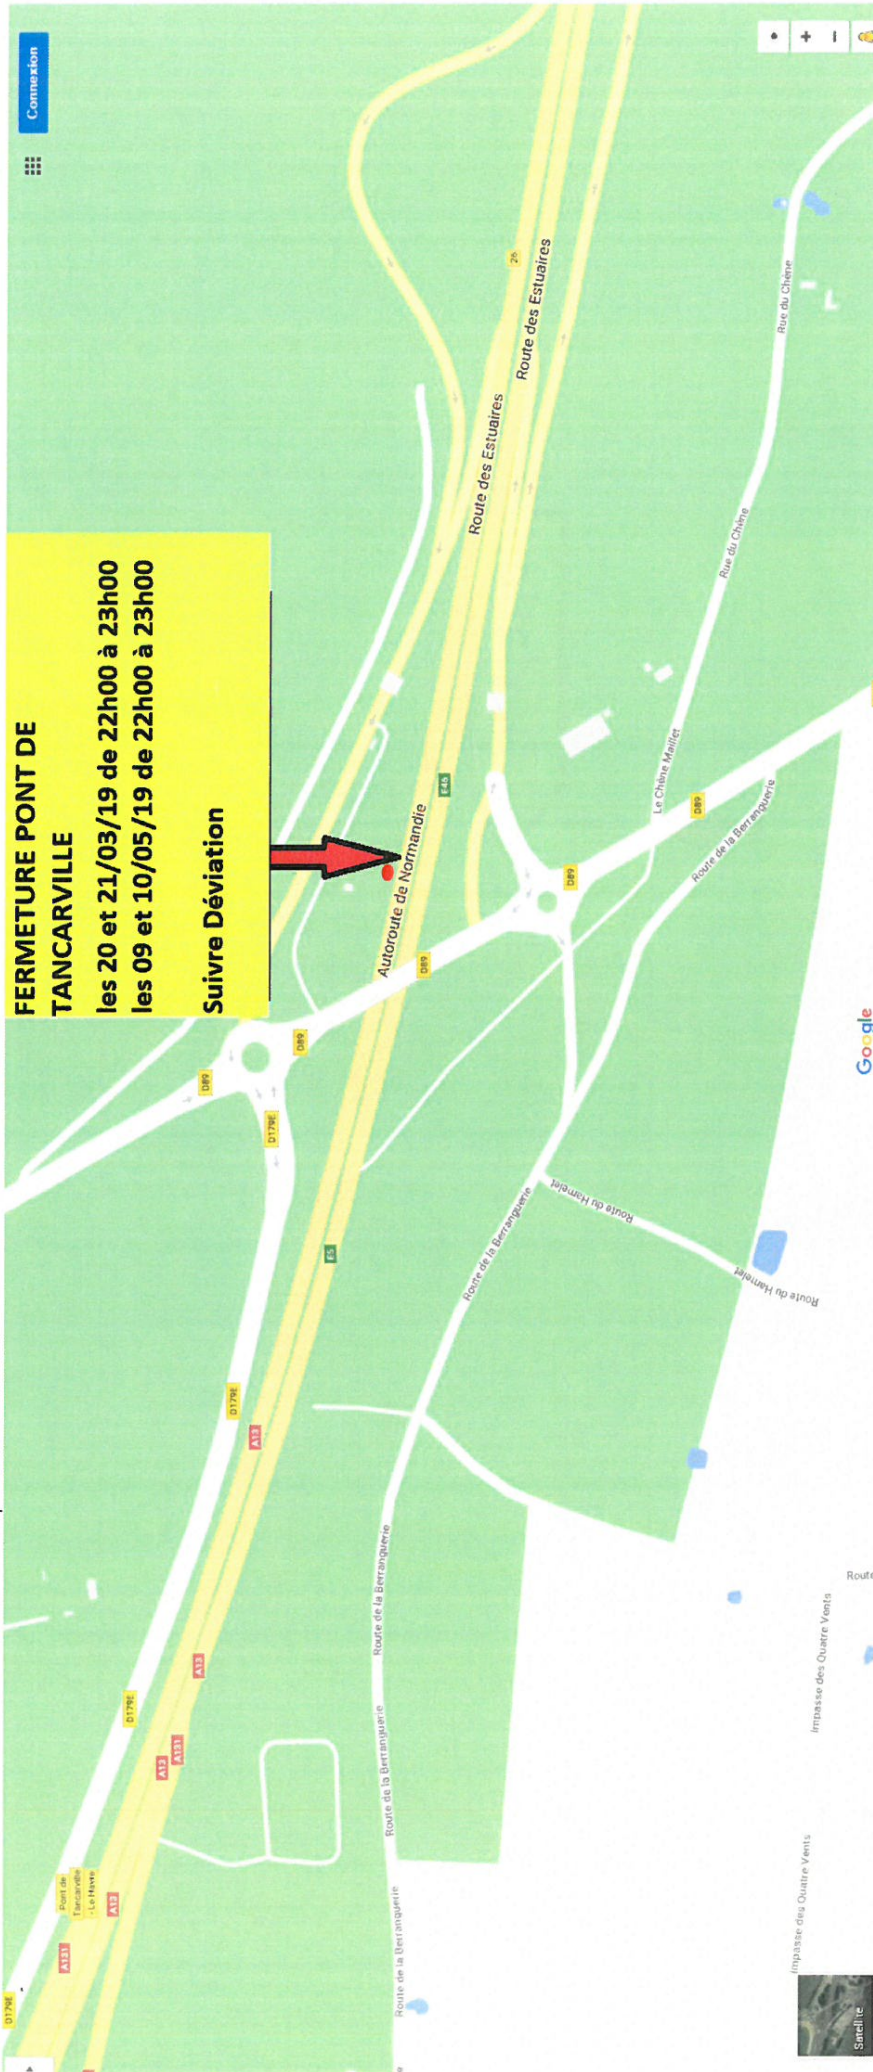 FERMETURE PONT DE
TANCARVILLE
les 20 et 21/03/19 de 22h00 à 23h00
les 09 et 10/05/19 de 22h00 à 23h00
Suivre Déviation
Connexion
D179E
A131
Pont de
Tancarville
- Le Havre
A13
D179E
A13
A131
A13
D179E
A13
E5
D179E
D89
D89
D89
Autoroute de Normandie
E46
Route des Estuaires
Route des Estuaires
26
D89
D89
Le Chêne Maillet
Rue du Chêne
Rue du Chêne
Route de la Berranguerie
Route de la Berranguerie
Route de la Berranguerie
Route de la Berranguerie
Route de la Berranguerie
Route du Hamelet
Route du Hamelet
Impasse des Quatre Vents
Impasse des Quatre Vents
Route
Google
Satellite